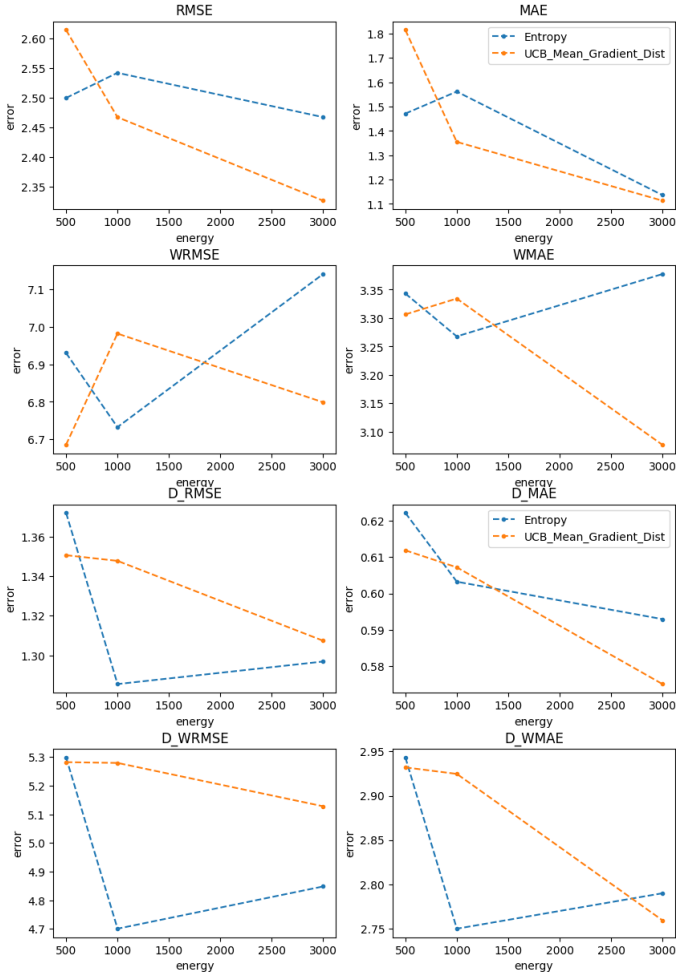 RMSE
2.60
2.55
2.50
2.45
2.40
2.35
error
500 1000 1500 2000 2500 3000
energy
MAE
Entropy
UCB_Mean_Gradient_Dist
1.8
1.7
1.6
1.5
1.4
1.3
1.2
1.1
error
500 1000 1500 2000 2500 3000
energy
WRMSE
7.1
7.0
6.9
6.8
6.7
error
500 1000 1500 2000 2500 3000
energy
WMAE
3.35
3.30
3.25
3.20
3.15
3.10
error
500 1000 1500 2000 2500 3000
energy
D_RMSE
1.36
1.34
1.32
1.30
error
500 1000 1500 2000 2500 3000
energy
D_MAE
Entropy
UCB_Mean_Gradient_Dist
0.62
0.61
0.60
0.59
0.58
error
500 1000 1500 2000 2500 3000
energy
D_WRMSE
5.3
5.2
5.1
5.0
4.9
4.8
4.7
error
500 1000 1500 2000 2500 3000
energy
D_WMAE
2.95
2.90
2.85
2.80
2.75
error
500 1000 1500 2000 2500 3000
energy